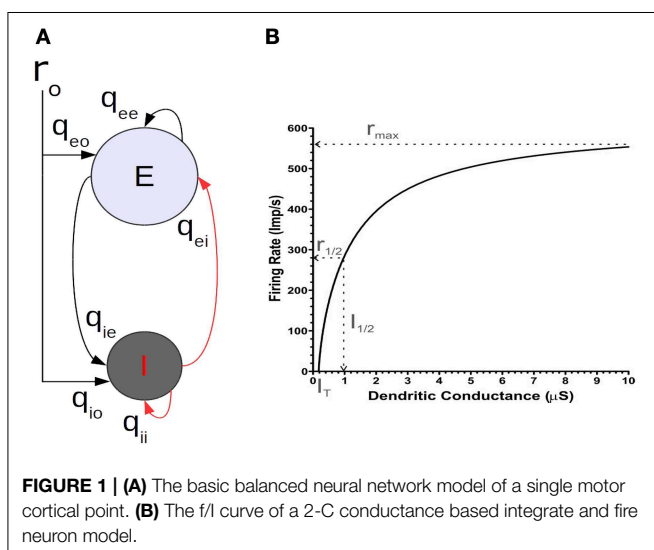 A
r
o
q
ee
q
eo
E
q
ei
q
ie
I
q
io
q
ii
B
Firing Rate (Imp/s)
600
500
400
300
200
100
0
r max
r 1/2
I 1/2
0 1 2 3 4 5 6 7 8 9 10
I T
Dendritic Conductance (µS)
FIGURE 1 | (A) The basic balanced neural network model of a single motor
cortical point. (B) The f/I curve of a 2-C conductance based integrate and fire
neuron model.